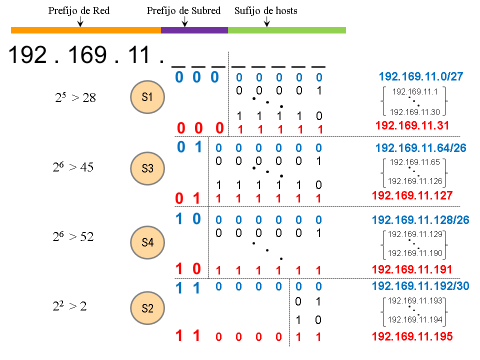 Prefijo de Red Prefijo de Subred Sufijo de hosts
192 . 169 . 11 . _ _ _ _ _ _ _ _
0 0 0 0 0 0 0 0 192.169.11.0/27
0 0 0 0 1 192.169.11.1
2⁵ > 28 S1
1 1 1 1 0 192.169.11.30
0 0 0 1 1 1 1 1 192.169.11.31
0 1 0 0 0 0 0 0 192.169.11.64/26
0 0 0 0 0 1 192.169.11.65
2⁶ > 45 S3
1 1 1 1 1 0 192.169.11.126
0 1 1 1 1 1 1 1 192.169.11.127
1 0 0 0 0 0 0 0 192.169.11.128/26
0 0 0 0 0 1 192.169.11.129
2⁶ > 52 S4
192.169.11.190
1 0 1 1 1 1 1 1 192.169.11.191
1 1 0 0 0 0 0 0 192.169.11.192/30
0 1 192.169.11.193
2² > 2 S2
1 0 192.169.11.194
1 1 0 0 0 0 1 1 192.169.11.195